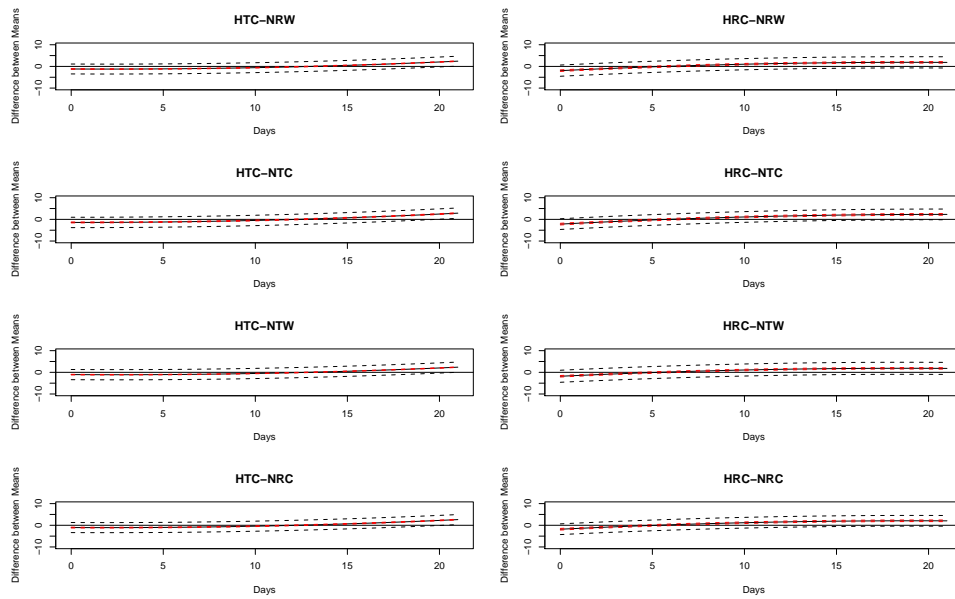 HTC−NRW
Difference between Means
−10 0 10
0 5 10 15 20
Days
HRC−NRW
Difference between Means
−10 0 10
0 5 10 15 20
Days
HTC−NTC
Difference between Means
−10 0 10
0 5 10 15 20
Days
HRC−NTC
Difference between Means
−10 0 10
0 5 10 15 20
Days
HTC−NTW
Difference between Means
−10 0 10
0 5 10 15 20
Days
HRC−NTW
Difference between Means
−10 0 10
0 5 10 15 20
Days
HTC−NRC
Difference between Means
−10 0 10
0 5 10 15 20
Days
HRC−NRC
Difference between Means
−10 0 10
0 5 10 15 20
Days